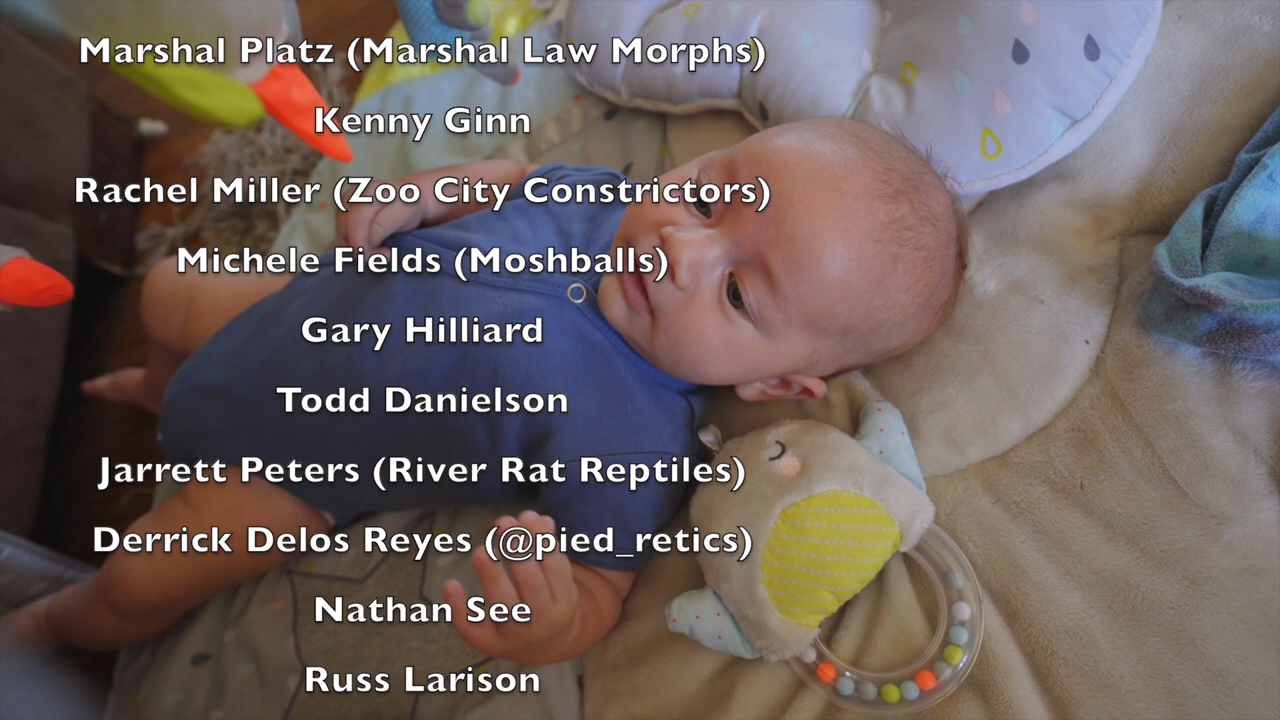 Marshal Platz (Marshal Law Morphs)
Kenny Ginn
Rachel Miller (Zoo City Constrictors)
Michele Fields (Moshballs)
Gary Hilliard
Todd Danielson
Jarrett Peters (River Rat Reptiles)
Derrick Delos Reyes (@pied_retics)
Nathan See
Russ Larison